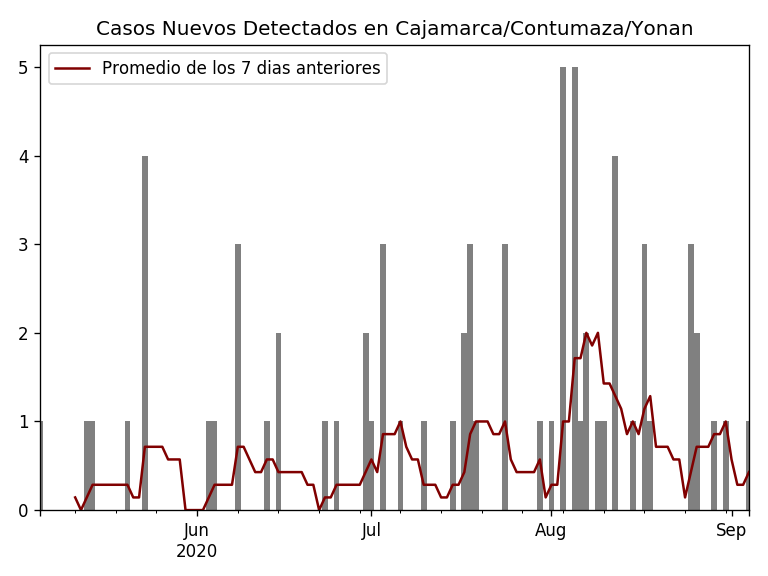 Casos Nuevos Detectados en Cajamarca/Contumaza/Yonan
Promedio de los 7 dias anteriores
5
4
3
2
1
0
Jun
2020
Jul
Aug
Sep